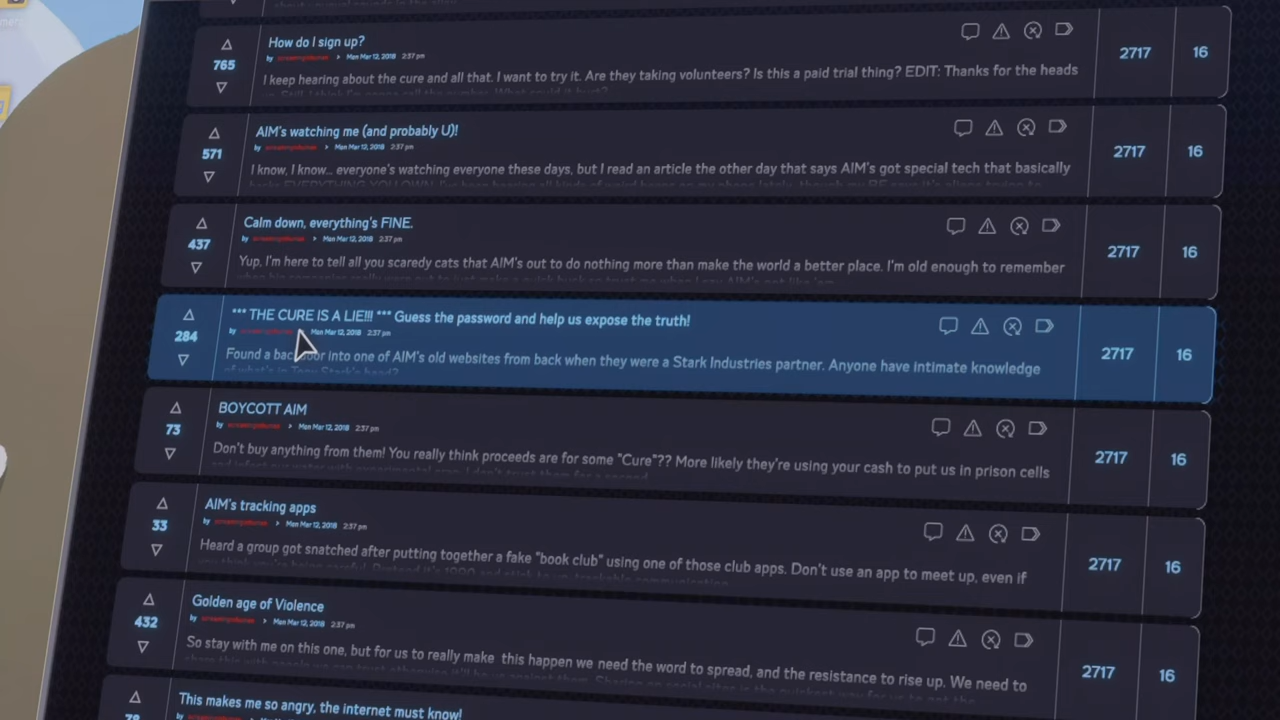 How do I sign up?
765
by Mon Mar 12, 2018 2:37 pm
I keep hearing about the cure and all that. I want to try it. Are they taking volunteers? Is this a paid trial thing? EDIT: Thanks for the heads
2717 16
AIM's watching me (and probably U)!
571
by Mon Mar 12, 2018 2:37 pm
I know, I know... everyone's watching everyone these days, but I read an article the other day that says AIM's got special tech that basically
2717 16
Calm down, everything's FINE.
437
by Mon Mar 12, 2018 2:37 pm
Yup, I'm here to tell all you scaredy cats that AIM's out to do nothing more than make the world a better place. I'm old enough to remember
2717 16
*** THE CURE IS A LIE!!! *** Guess the password and help us expose the truth!
284
by Mon Mar 12, 2018 2:37 pm
Found a backdoor into one of AIM's old websites from back when they were a Stark Industries partner. Anyone have intimate knowledge
of what's in Tony Stark's head?
2717 16
BOYCOTT AIM
73
by Mon Mar 12, 2018 2:37 pm
Don't buy anything from them! You really think proceeds are for some "Cure"?? More likely they're using your cash to put us in prison cells
2717 16
AIM's tracking apps
33
by Mon Mar 12, 2018 2:37 pm
Heard a group got snatched after putting together a fake "book club" using one of those club apps. Don't use an app to meet up, even if
2717 16
Golden age of Violence
432
by Mon Mar 12, 2018 2:37 pm
So stay with me on this one, but for us to really make this happen we need the word to spread, and the resistance to rise up. We need to
2717 16
This makes me so angry, the internet must know!